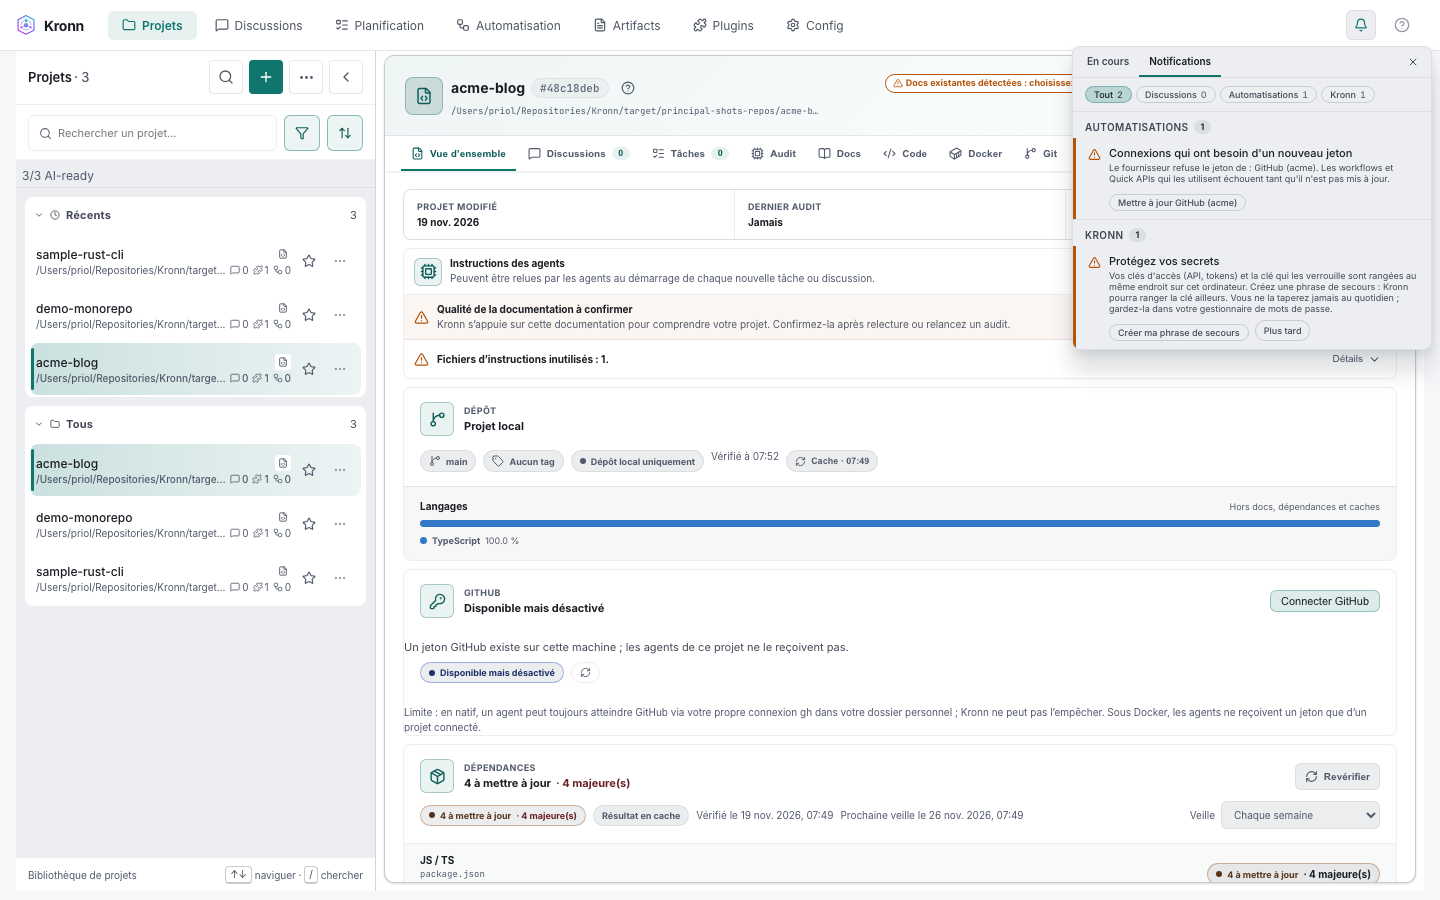 Kronn
Projets
Discussions
Planification
Automatisation
Artifacts
Plugins
Config
Projets · 3
Rechercher un projet...
3/3 AI-ready
Récents 3
sample-rust-cli
/Users/priol/Repositories/Kronn/target... 0 1 0
demo-monorepo
/Users/priol/Repositories/Kronn/target... 0 1 0
acme-blog
/Users/priol/Repositories/Kronn/targe... 0 1 0
Tous 3
acme-blog
/Users/priol/Repositories/Kronn/targe... 0 1 0
demo-monorepo
/Users/priol/Repositories/Kronn/target... 0 1 0
sample-rust-cli
/Users/priol/Repositories/Kronn/target... 0 1 0
Bibliothèque de projets
↑↓ naviguer · / chercher
acme-blog #48c18deb
/Users/priol/Repositories/Kronn/target/principal-shots-repos/acme-b…
Docs existantes détectées : choisisse
Vue d'ensemble
Discussions 0
Tâches 0
Audit
Docs
Code
Docker
Git
PROJET MODIFIÉ
19 nov. 2026
DERNIER AUDIT
Jamais
Instructions des agents
Peuvent être relues par les agents au démarrage de chaque nouvelle tâche ou discussion.
Qualité de la documentation à confirmer
Kronn s’appuie sur cette documentation pour comprendre votre projet. Confirmez-la après relecture ou relancez un audit.
Fichiers d’instructions inutilisés : 1.
Détails
DÉPÔT
Projet local
main
Aucun tag
Dépôt local uniquement
Vérifié à 07:52
Cache · 07:49
Langages
Hors docs, dépendances et caches
TypeScript 100.0 %
GITHUB
Disponible mais désactivé
Connecter GitHub
Un jeton GitHub existe sur cette machine ; les agents de ce projet ne le reçoivent pas.
Disponible mais désactivé
Limite : en natif, un agent peut toujours atteindre GitHub via votre propre connexion gh dans votre dossier personnel ; Kronn ne peut pas l’empêcher. Sous Docker, les agents ne reçoivent un jeton que d’un
projet connecté.
DÉPENDANCES
4 à mettre à jour · 4 majeure(s)
Revérifier
4 à mettre à jour · 4 majeure(s)
Résultat en cache
Vérifié le 19 nov. 2026, 07:49
Prochaine veille le 26 nov. 2026, 07:49
Veille
Chaque semaine
JS / TS
package.json
4 à mettre à jour · 4 majeure(s)
En cours
Notifications
Tout 2
Discussions 0
Automatisations 1
Kronn 1
AUTOMATISATIONS 1
Connexions qui ont besoin d'un nouveau jeton
Le fournisseur refuse le jeton de : GitHub (acme). Les workflows et
Quick APIs qui les utilisent échouent tant qu'il n'est pas mis à jour.
Mettre à jour GitHub (acme)
KRONN 1
Protégez vos secrets
Vos clés d'accès (API, tokens) et la clé qui les verrouille sont rangées au
même endroit sur cet ordinateur. Créez une phrase de secours : Kronn
pourra ranger la clé ailleurs. Vous ne la taperez jamais au quotidien ;
gardez-la dans votre gestionnaire de mots de passe.
Créer ma phrase de secours
Plus tard